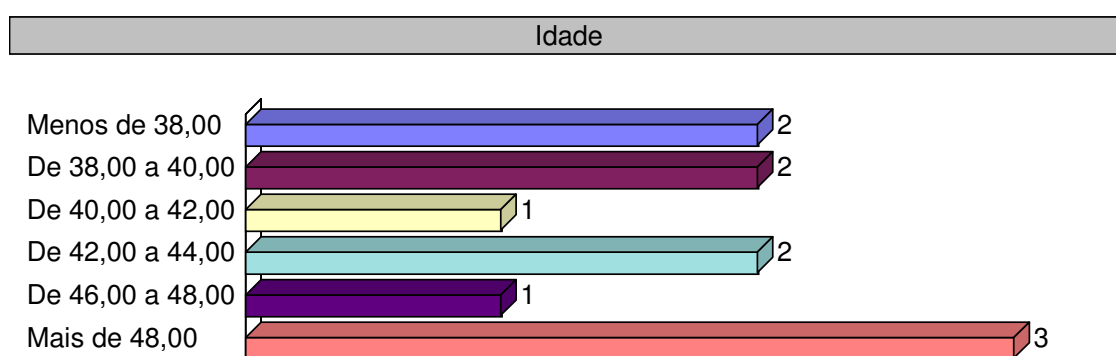 Idade
Menos de 38,00 2
De 38,00 a 40,00 2
De 40,00 a 42,00 1
De 42,00 a 44,00 2
De 46,00 a 48,00 1
Mais de 48,00 3